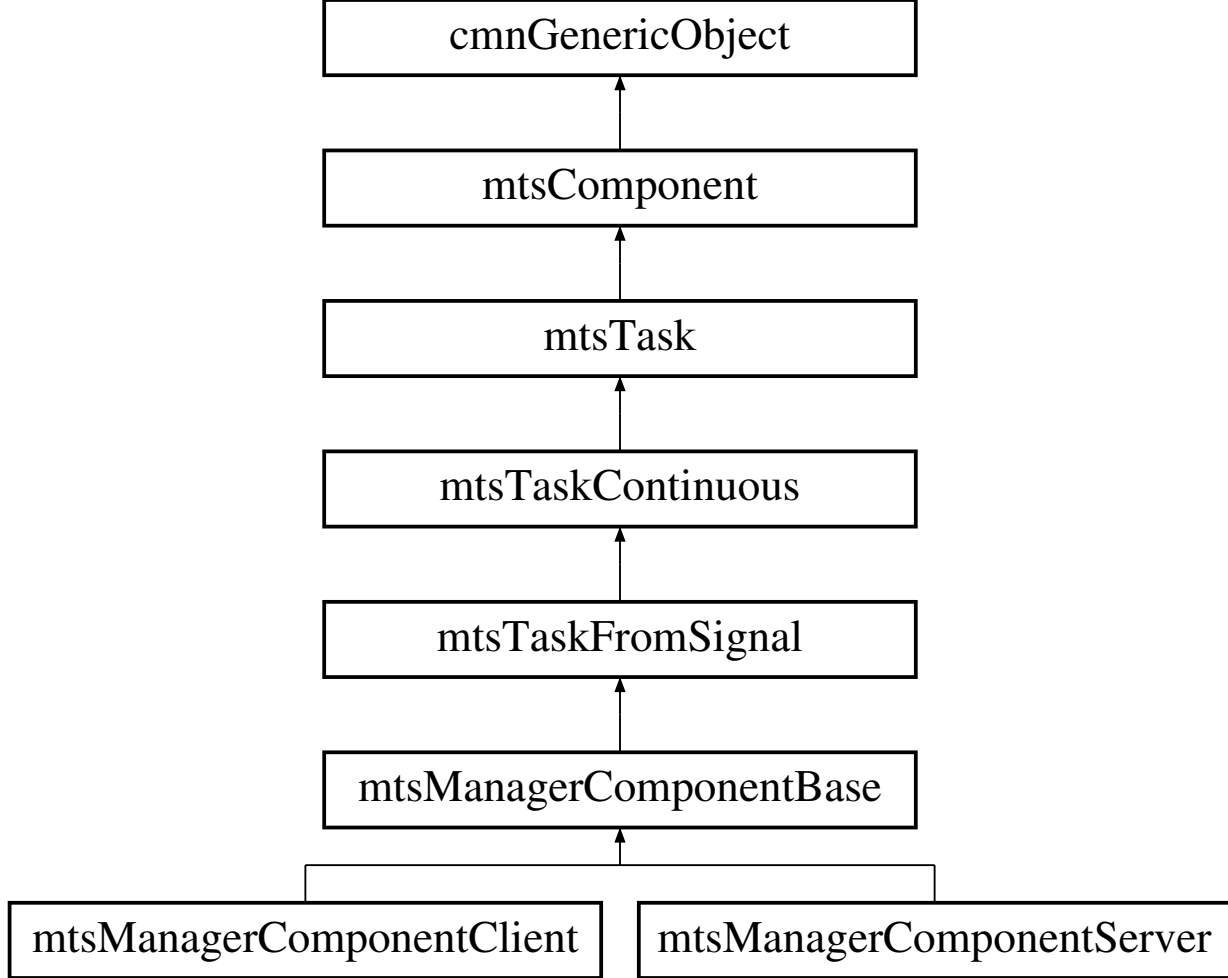 cmnGenericObject
mtsComponent
mtsTask
mtsTaskContinuous
mtsTaskFromSignal
mtsManagerComponentBase
mtsManagerComponentClient
mtsManagerComponentServer